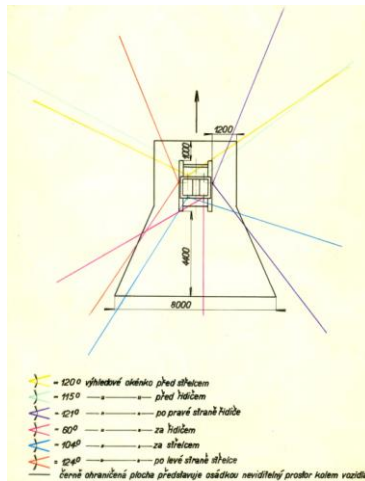 1200
1000
4400
8000
= 120° výhledové okénko před střelcem
= 115° —"— —"— před řidičem
= 121° —"— —"— po pravé straně řidiče
= 60° —"— —"— za řidičem
= 104° —"— —"— za střelcem
= 124° —"— —"— po levé straně střelce
černě ohraničená plocha představuje osádkou neviditelný prostor kolem vozidla